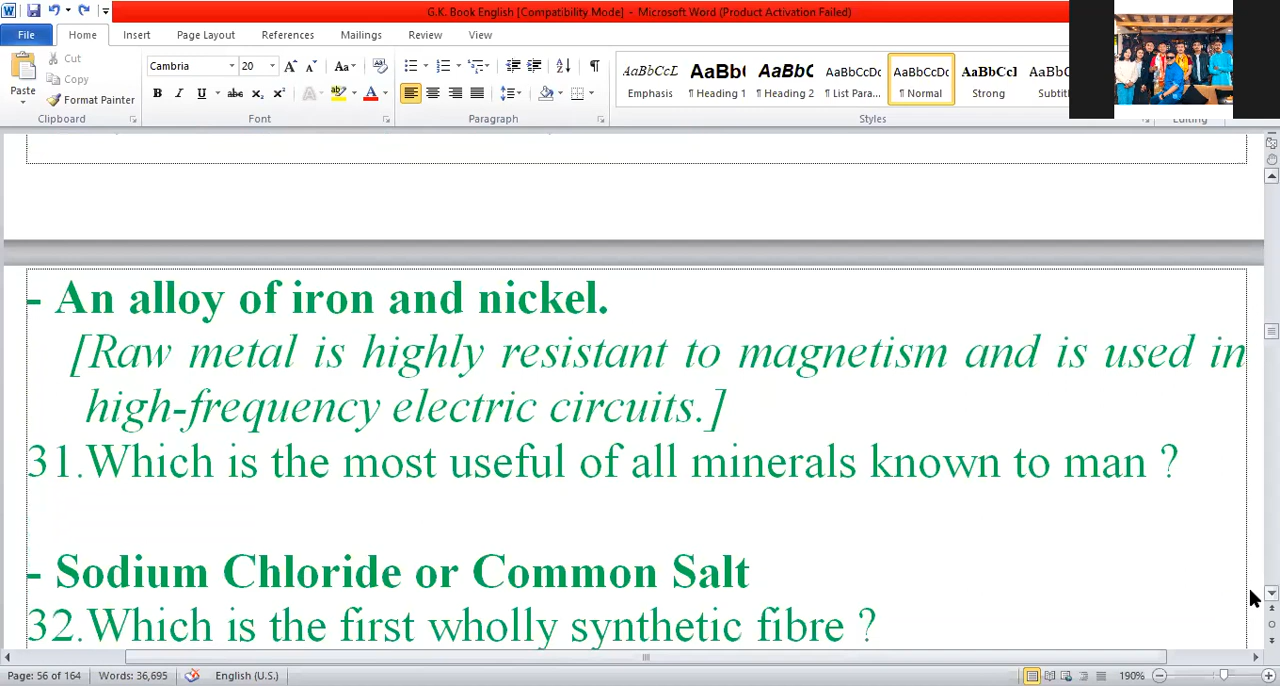 G.K. Book English [Compatibility Mode] - Microsoft Word (Product Activation Failed)
File Home Insert Page Layout References Mailings Review View
Cut
Copy
Paste
Format Painter
Cambria 20
AaBbCcL AaBb( AaBbC AaBbCcDc AaBbCcDc AaBbCcl AaBb(
Emphasis ¶ Heading 1 ¶ Heading 2 ¶ List Para... ¶ Normal Strong Subtit
Clipboard Font Paragraph Styles Editing
- An alloy of iron and nickel.
[Raw metal is highly resistant to magnetism and is used in
high-frequency electric circuits.]
31.Which is the most useful of all minerals known to man ?
- Sodium Chloride or Common Salt
32.Which is the first wholly synthetic fibre ?
Page: 56 of 164 Words: 36,695 English (U.S.) 190%